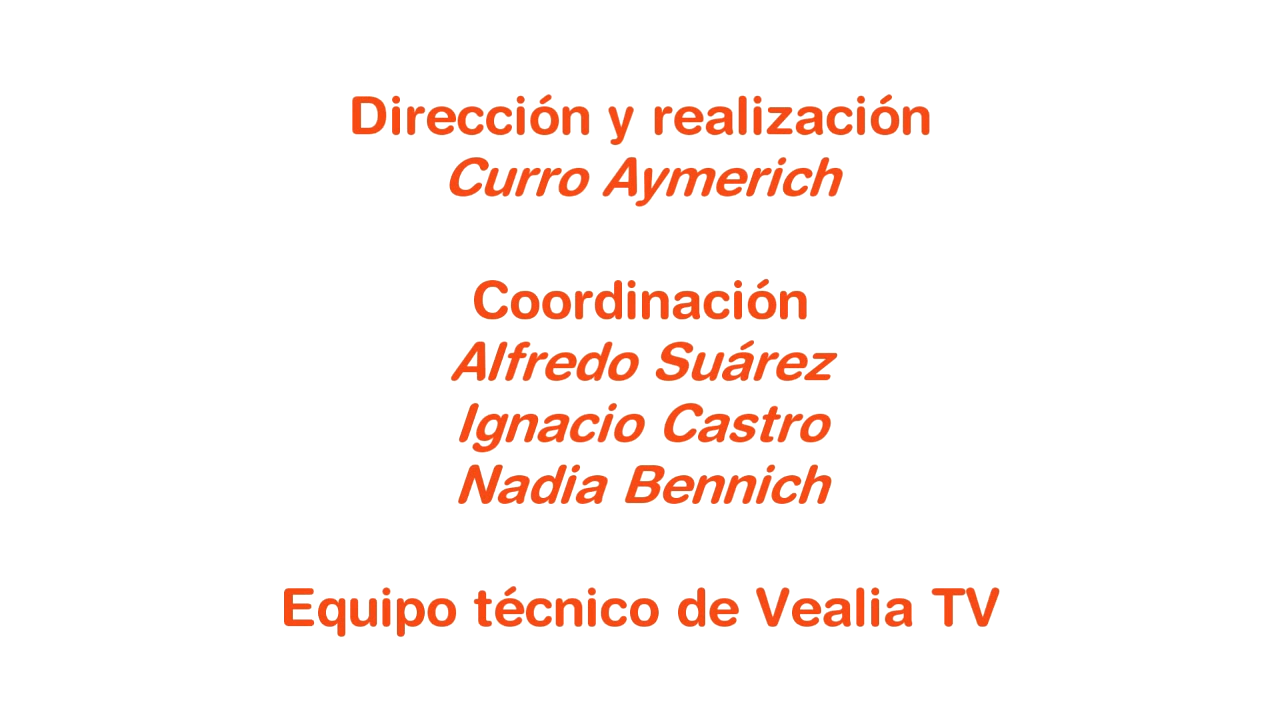 Dirección y realización
Curro Aymerich
Coordinación
Alfredo Suárez
Ignacio Castro
Nadia Bennich
Equipo técnico de Vealia TV